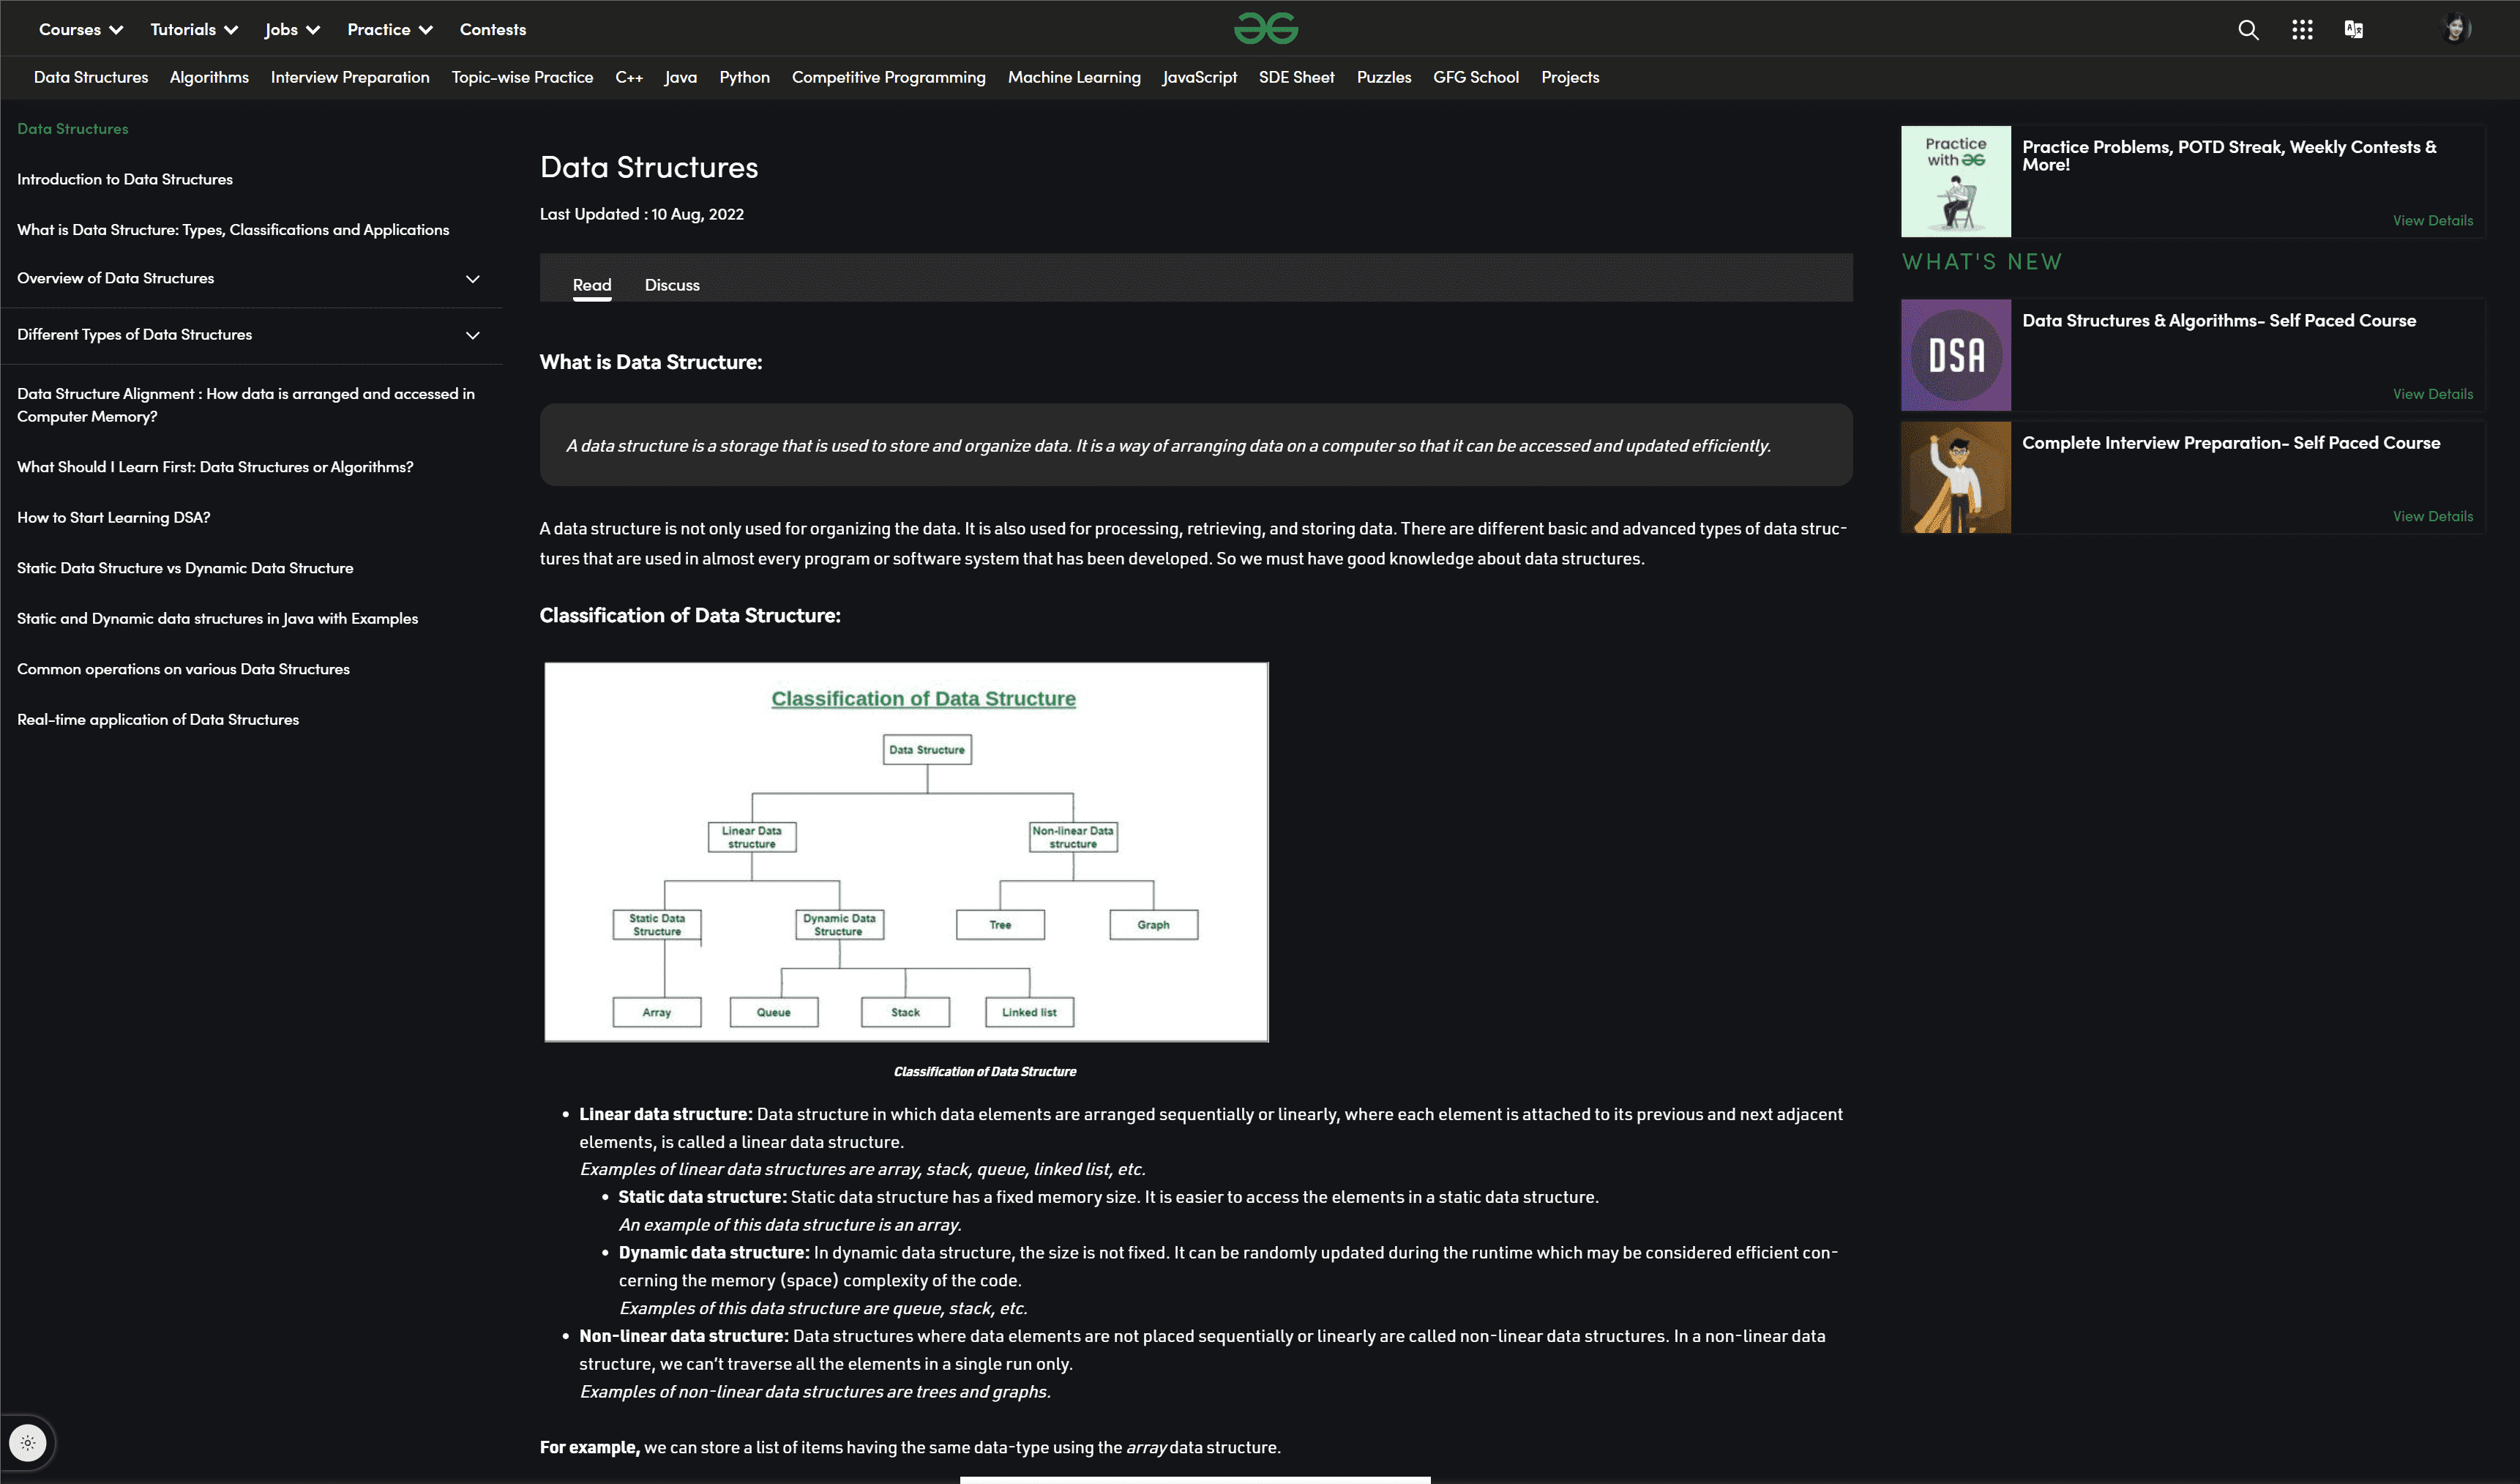 Courses Tutorials Jobs Practice Contests
Data Structures Algorithms Interview Preparation Topic-wise Practice C++ Java Python Competitive Programming Machine Learning JavaScript SDE Sheet Puzzles GFG School Projects
Data Structures
Introduction to Data Structures
What is Data Structure: Types, Classifications and Applications
Overview of Data Structures
Different Types of Data Structures
Data Structure Alignment : How data is arranged and accessed in
Computer Memory?
What Should I Learn First: Data Structures or Algorithms?
How to Start Learning DSA?
Static Data Structure vs Dynamic Data Structure
Static and Dynamic data structures in Java with Examples
Common operations on various Data Structures
Real-time application of Data Structures
Data Structures
Last Updated : 10 Aug, 2022
Read Discuss
What is Data Structure:
A data structure is a storage that is used to store and organize data. It is a way of arranging data on a computer so that it can be accessed and updated efficiently.
A data structure is not only used for organizing the data. It is also used for processing, retrieving, and storing data. There are different basic and advanced types of data struc-
tures that are used in almost every program or software system that has been developed. So we must have good knowledge about data structures.
Classification of Data Structure:
Classification of Data Structure
Data Structure
Linear Data
structure
Non-linear Data
structure
Static Data
Structure
Dynamic Data
Structure
Tree
Graph
Array
Queue
Stack
Linked list
Classification of Data Structure
• Linear data structure: Data structure in which data elements are arranged sequentially or linearly, where each element is attached to its previous and next adjacent
elements, is called a linear data structure.
Examples of linear data structures are array, stack, queue, linked list, etc.
• Static data structure: Static data structure has a fixed memory size. It is easier to access the elements in a static data structure.
An example of this data structure is an array.
• Dynamic data structure: In dynamic data structure, the size is not fixed. It can be randomly updated during the runtime which may be considered efficient con-
cerning the memory (space) complexity of the code.
Examples of this data structure are queue, stack, etc.
• Non-linear data structure: Data structures where data elements are not placed sequentially or linearly are called non-linear data structures. In a non-linear data
structure, we can't traverse all the elements in a single run only.
Examples of non-linear data structures are trees and graphs.
For example, we can store a list of items having the same data-type using the array data structure.
Practice
with
Practice Problems, POTD Streak, Weekly Contests &
More!
View Details
WHAT'S NEW
DSA
Data Structures & Algorithms- Self Paced Course
View Details
Complete Interview Preparation- Self Paced Course
View Details